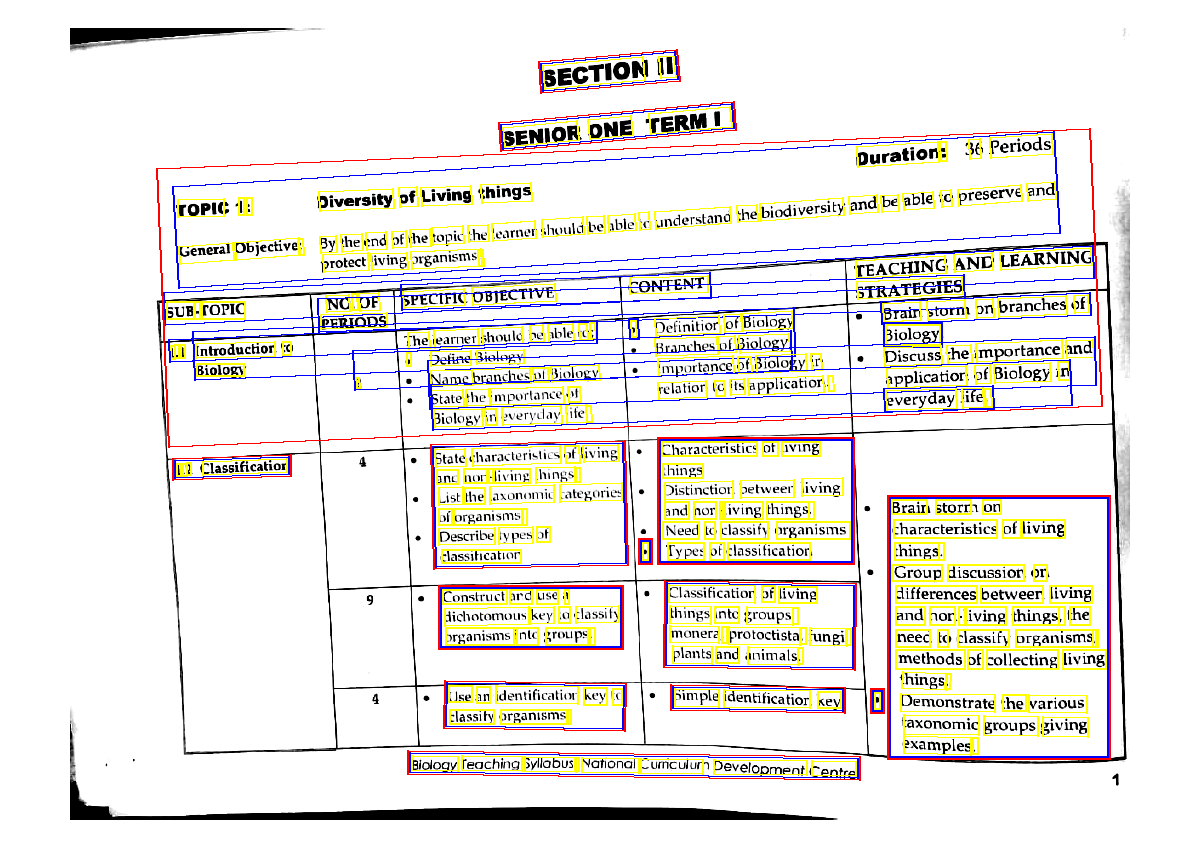 SECTION II
SENIOR ONE TERM I
Duration: 36 Periods
TOPIC 1: Diversity of Living things
General Objective: By the end of the topic the learner should be able to understand the biodiversity and be able to preserve and
protect living organisms.
SUB-TOPIC
NO. OF
PERIODS
SPECIFIC OBJECTIVE
CONTENT
TEACHING AND LEARNING
STRATEGIES
1.1 Introduction to
Biology
The learner should be able to:
• Define Biology
• Name branches of Biology
• State the importance of
Biology in everyday life.
• Definition of Biology
• Branches of Biology
• Importance of Biology in
relation to its application.
• Brain storm on branches of
Biology
• Discuss the importance and
application of Biology in
everyday life.
1.2 Classification
4
• State characteristics of living
and non-living things
• List the taxonomic categories
of organisms
• Describe types of
classification
• Characteristics of living
things
• Distinction between living
and non-living things.
• Need to classify organisms
• Types of classification.
• Brain storm on
characteristics of living
things.
• Group discussion on
differences between living
and non-living things, the
need to classify organisms,
methods of collecting living
things.
• Demonstrate the various
taxonomic groups giving
examples.
9
• Construct and use a
dichotomous key to classify
organisms into groups
• Classification of living
things into groups
monera, protoctista, fungi,
plants and animals.
4
• Use an identification key to
classify organisms
• Simple identification key
Biology Teaching Syllabus National Curriculum Development Centre
1